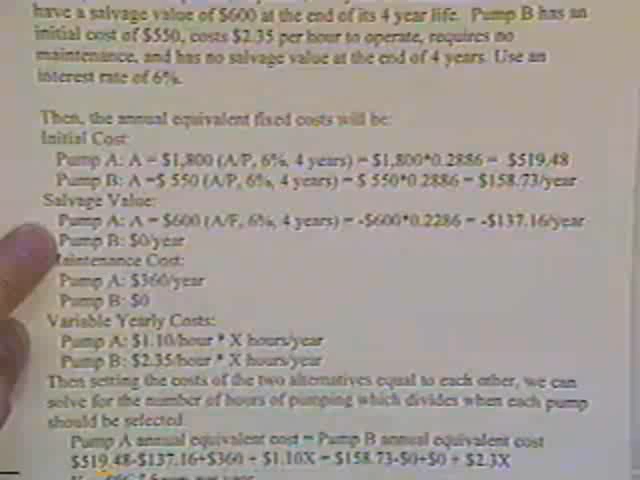 have a salvage value of $600 at the end of its 4 year life. Pump B has an
initial cost of $550, costs $2.35 per hour to operate, requires no
maintenance, and has no salvage value at the end of 4 years. Use an
interest rate of 6%.
Then, the annual equivalent fixed costs will be:
Initial Cost:
Pump A: A = $1,800 (A/P, 6%, 4 years) = $1,800*0.2886 = $519.48
Pump B: A =$ 550 (A/P, 6%, 4 years) = $ 550*0.2886 = $158.73/year
Salvage Value:
Pump A: A = $600 (A/F, 6%, 4 years) = -$600*0.2286 = -$137.16/year
Pump B: $0/year
aintenance Cost:
Pump A: $360/year
Pump B: $0
Variable Yearly Costs:
Pump A: $1.10/hour * X hours/year
Pump B: $2.35/hour * X hours/year
Then setting the costs of the two alternatives equal to each other, we can
solve for the number of hours of pumping which divides when each pump
should be selected.
Pump A annual equivalent cost = Pump B annual equivalent cost
$519.48-$137.16+$360 + $1.10X = $158.73-$0+$0 + $2.3X